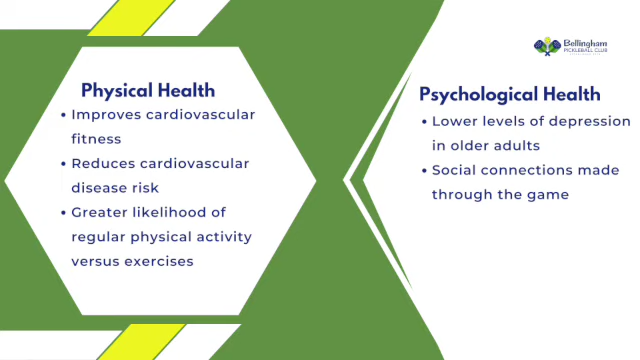 Bellingham
PICKLEBALL CLUB
Physical Health
• Improves cardiovascular
fitness
• Reduces cardiovascular
disease risk
• Greater likelihood of
regular physical activity
versus exercises
Psychological Health
• Lower levels of depression
in older adults
• Social connections made
through the game